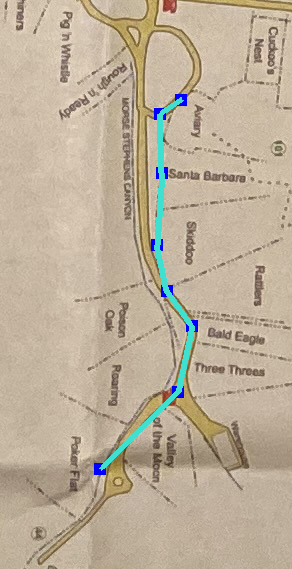 Pig 'n Whistle
Cuckoo's
Nest
Rough 'n Ready
Aviary
MORSE STEPHENS CANYON
Santa Barbara
Skiddoo
Rattlers
Poison
Oak
Bald Eagle
Three Threes
Roaring
Valley
of the Moon
Poker Flat